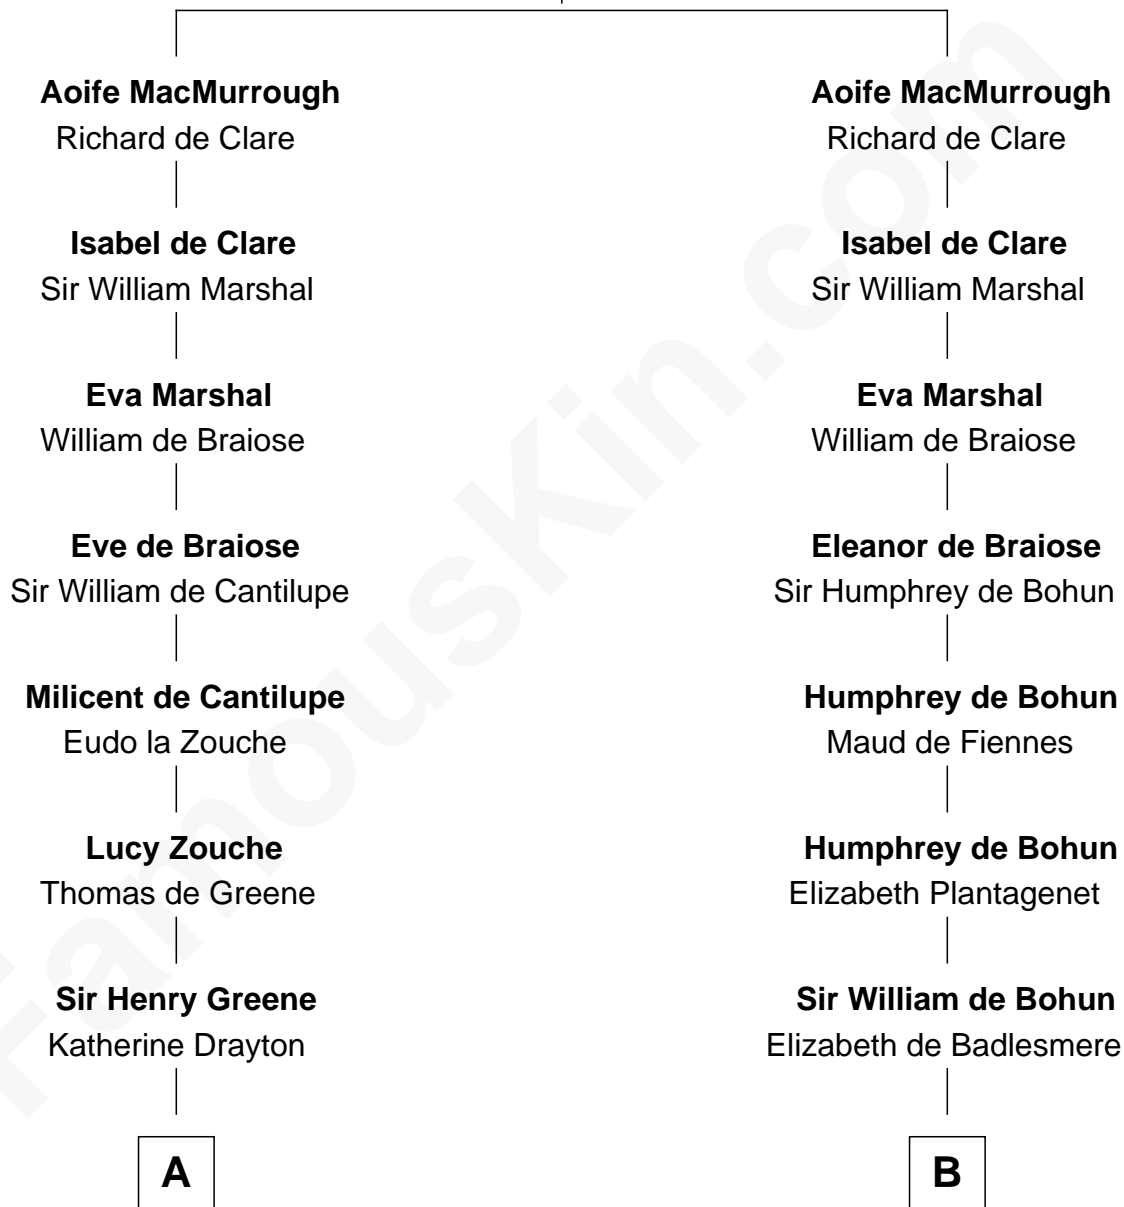 Aoife MacMurrough
Richard de Clare
Isabel de Clare
Sir William Marshal
Eva Marshal
William de Braiose
Eve de Braiose
Sir William de Cantilupe
Milicent de Cantilupe
Eudo la Zouche
Lucy Zouche
Thomas de Greene
Sir Henry Greene
Katherine Drayton
A
Aoife MacMurrough
Richard de Clare
Isabel de Clare
Sir William Marshal
Eva Marshal
William de Braiose
Eleanor de Braiose
Sir Humphrey de Bohun
Humphrey de Bohun
Maud de Fiennes
Humphrey de Bohun
Elizabeth Plantagenet
Sir William de Bohun
Elizabeth de Badlesmere
B
FamousKin.com